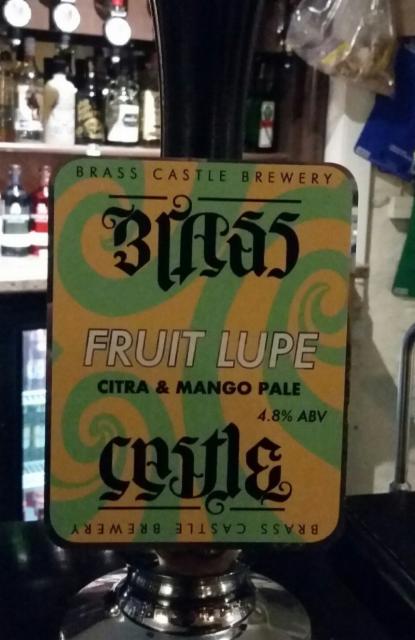 BRASS CASTLE BREWERY
Brass
FRUIT LUPE
CITRA & MANGO PALE
4.8% ABV
castle
BRASS CASTLE BREWERY